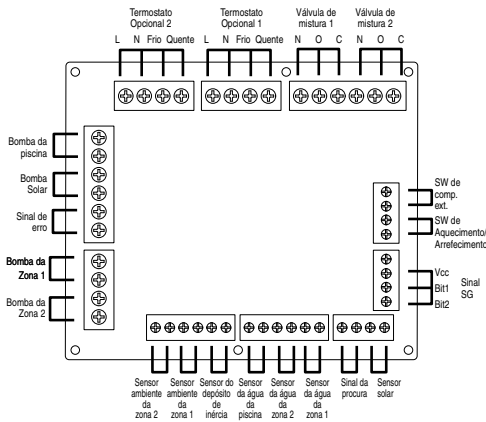 Termostato
Opcional 2
Termostato
Opcional 1
Válvula de
mistura 1
Válvula de
mistura 2
L N Frio Quente
L N Frio Quente
N O C
N O C
Bomba da
piscina
Bomba
Solar
Sinal de
erro
Bomba da
Zona 1
Bomba da
Zona 2
SW de
comp.
ext.
SW de
Aquecimento/
Arrefecimento
Vcc
Bit1
Bit2
Sinal
SG
Sensor
ambiente
da
zona 2
Sensor
ambiente
da
zona 1
Sensor do
depósito
de
inércia
Sensor
da água
da
piscina
Sensor
da água
da
zona 2
Sensor
da água
da
zona 1
Sinal da
procura
Sensor
solar